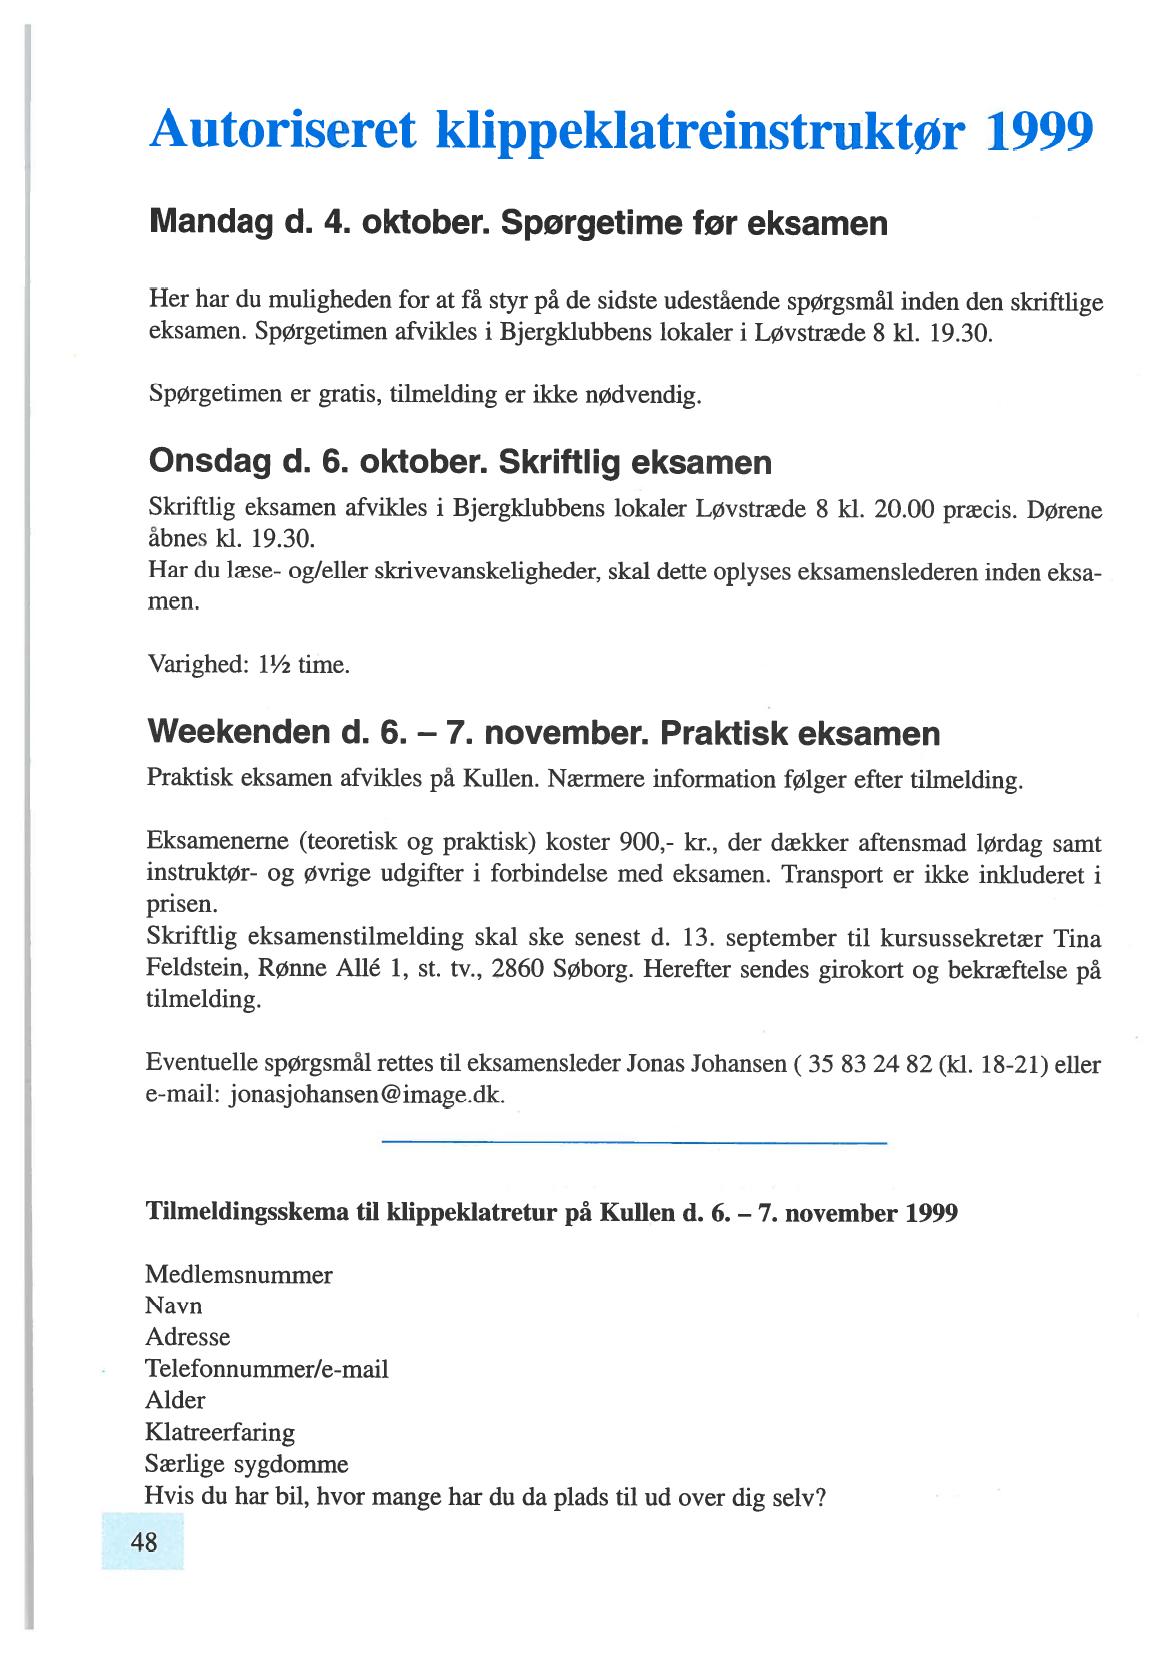 Autoriseret klippeklatreinstruktør 1999
Mandag d. 4. oktober. Spørgetime før eksamen
Her har du muligheden for at få styr på de sidste udestående spørgsmål inden den skriftlige
eksamen. Spørgetimen afvikles i Bjergklubbens lokaler i Løvstræde 8 kl. 19.30.
Spørgetimen er gratis, tilmelding er ikke nødvendig.
Onsdag d. 6. oktober. Skriftlig eksamen
Skriftlig eksamen afvikles i Bjergklubbens lokaler Løvstræde 8 kl. 20.00 præcis. Dørene
åbnes kl. 19.30.
Har du læse- og/eller skrivevanskeligheder, skal dette oplyses eksamenslederen inden eksa-
men.
Varighed: 1½ time.
Weekenden d. 6. – 7. november. Praktisk eksamen
Praktisk eksamen afvikles på Kullen. Nærmere information følger efter tilmelding.
Eksamenerne (teoretisk og praktisk) koster 900,- kr., der dækker aftensmad lørdag samt
instruktør- og øvrige udgifter i forbindelse med eksamen. Transport er ikke inkluderet i
prisen.
Skriftlig eksamenstilmelding skal ske senest d. 13. september til kursussekretær Tina
Feldstein, Rønne Allé 1, st. tv., 2860 Søborg. Herefter sendes girokort og bekræftelse på
tilmelding.
Eventuelle spørgsmål rettes til eksamensleder Jonas Johansen ( 35 83 24 82 (kl. 18-21) eller
e-mail: jonasjohansen@image.dk.
Tilmeldingsskema til klippeklatretur på Kullen d. 6. – 7. november 1999
Medlemsnummer
Navn
Adresse
Telefonnummer/e-mail
Alder
Klatreerfaring
Særlige sygdomme
Hvis du har bil, hvor mange har du da plads til ud over dig selv?
48